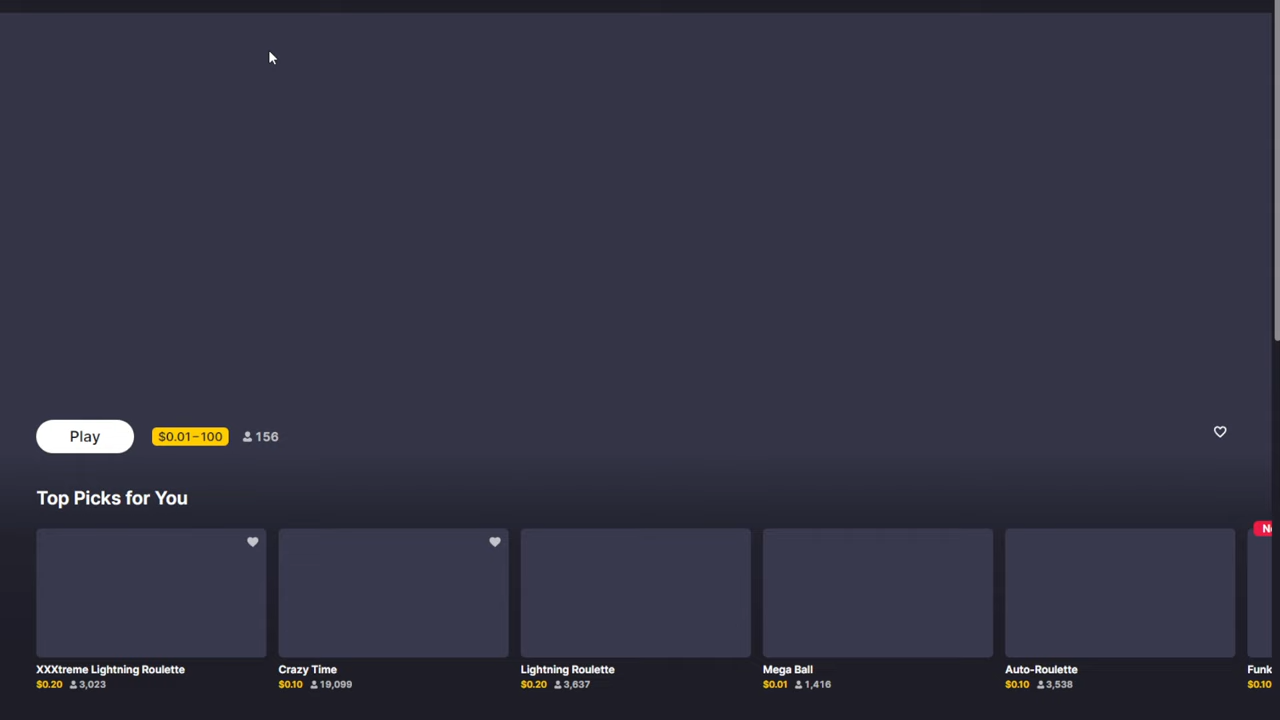 Play
$0.01–100
156
Top Picks for You
XXXtreme Lightning Roulette
$0.20 3,023
Crazy Time
$0.10 19,099
Lightning Roulette
$0.20 3,637
Mega Ball
$0.01 1,416
Auto-Roulette
$0.10 3,538
Funk
$0.10